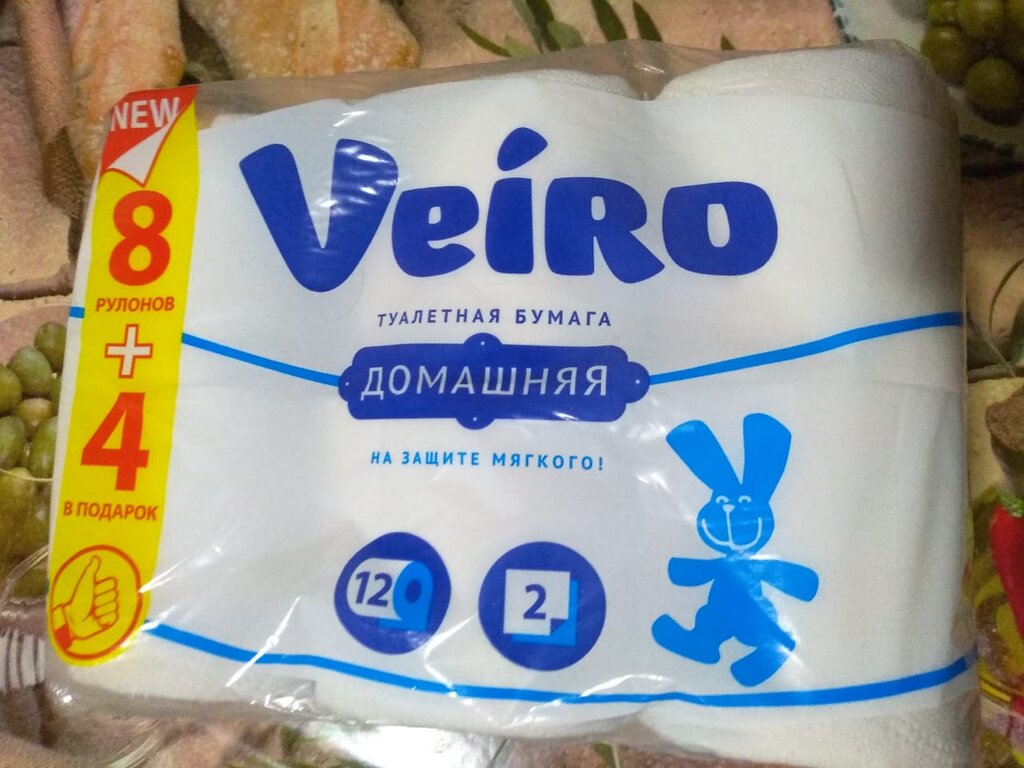 NEW
8
РУЛОНОВ
+
4
В ПОДАРОК
Veiro
ТУАЛЕТНАЯ БУМАГА
ДОМАШНЯЯ
НА ЗАЩИТЕ МЯГКОГО!
12
2